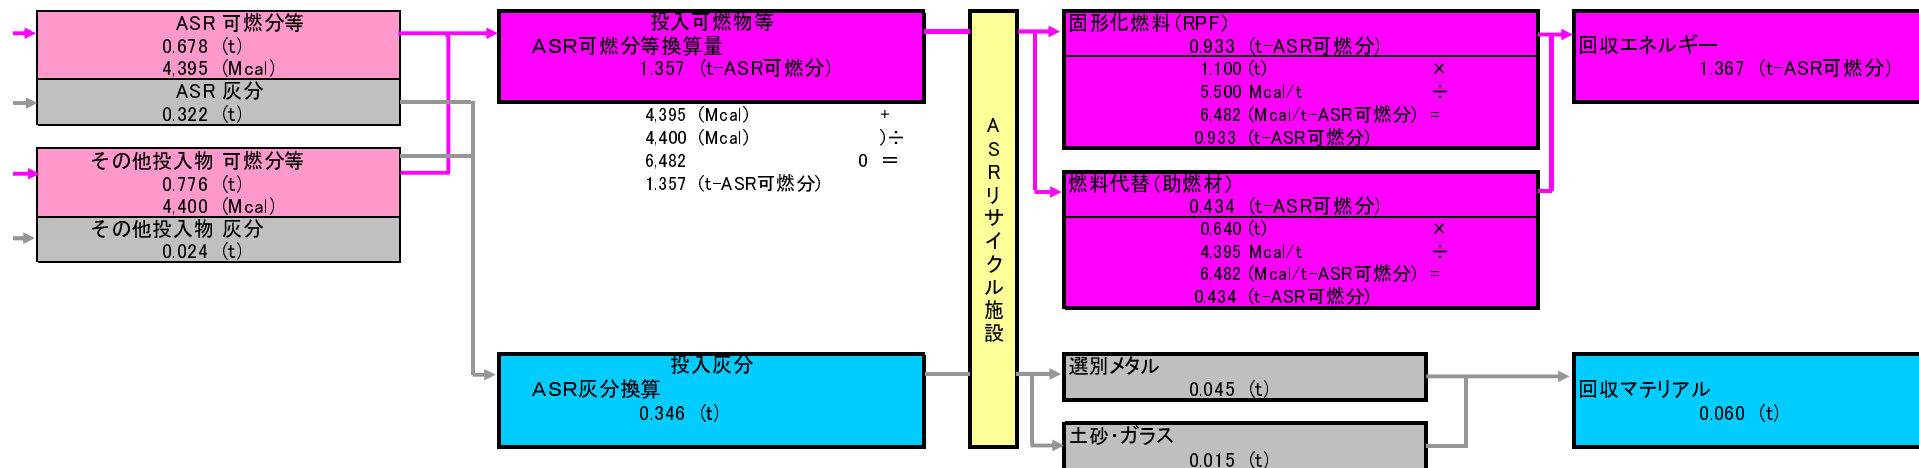 ASR 可燃分等
0.678 (t)
4,395 (Mcal)
ASR 灰分
0.322 (t)
その他投入物 可燃分等
0.776 (t)
4,400 (Mcal)
その他投入物 灰分
0.024 (t)
投入可燃物等
ASR可燃分等換算量
1.357 (t-ASR可燃分)
4,395 (Mcal) +
4,400 (Mcal) )÷
6,482 0 =
1.357 (t-ASR可燃分)
投入灰分
ASR灰分換算
0.346 (t)
ASRリサイクル施設
固形化燃料(RPF)
0.933 (t-ASR可燃分)
1.100 (t) ×
5,500 Mcal/t ÷
6,482 (Mcal/t-ASR可燃分) =
0.933 (t-ASR可燃分)
燃料代替(助燃材)
0.434 (t-ASR可燃分)
0.640 (t) ×
4,395 Mcal/t ÷
6,482 (Mcal/t-ASR可燃分) =
0.434 (t-ASR可燃分)
選別メタル
0.045 (t)
土砂・ガラス
0.015 (t)
回収エネルギー
1.367 (t-ASR可燃分)
回収マテリアル
0.060 (t)